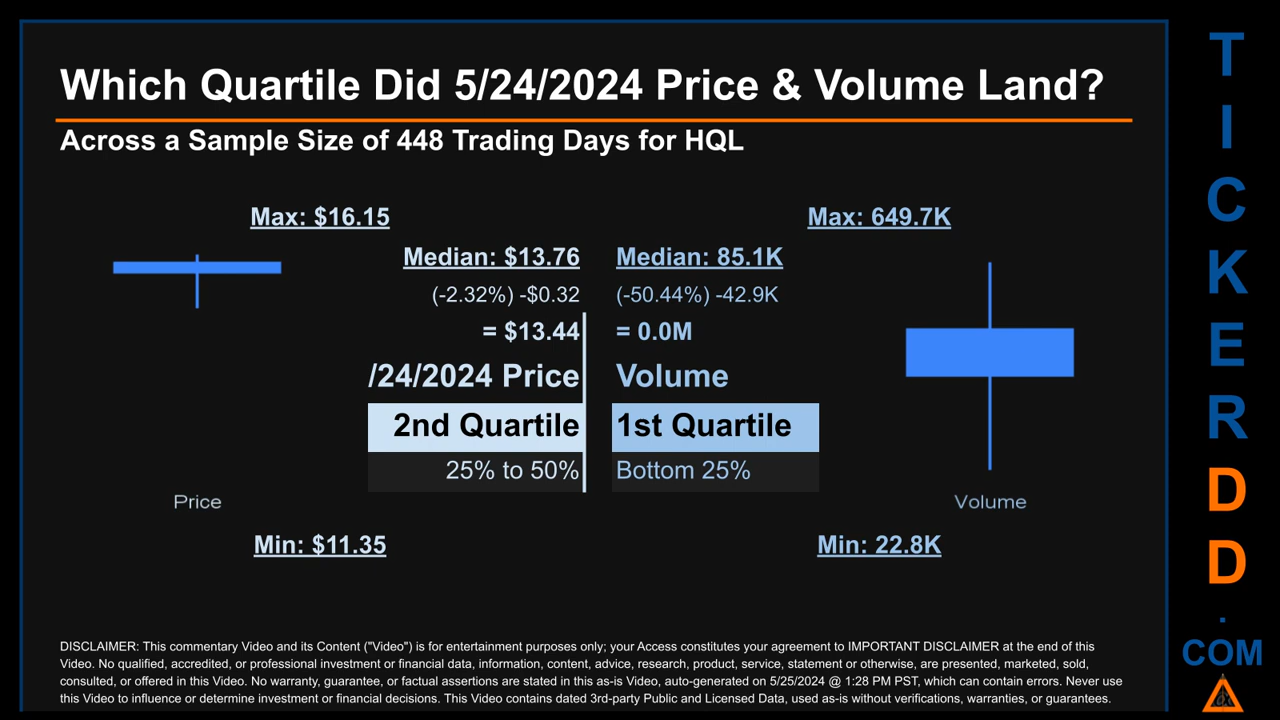 Which Quartile Did 5/24/2024 Price & Volume Land?
Across a Sample Size of 448 Trading Days for HQL
Max: $16.15
Max: 649.7K
Median: $13.76
Median: 85.1K
(-2.32%) -$0.32
(-50.44%) -42.9K
= $13.44
= 0.0M
/24/2024 Price
Volume
2nd Quartile
1st Quartile
25% to 50%
Bottom 25%
Price
Volume
Min: $11.35
Min: 22.8K
DISCLAIMER: This commentary Video and its Content ("Video") is for entertainment purposes only; your Access constitutes your agreement to IMPORTANT DISCLAIMER at the end of this
Video. No qualified, accredited, or professional investment or financial data, information, content, advice, research, product, service, statement or otherwise, are presented, marketed, sold,
consulted, or offered in this Video. No warranty, guarantee, or factual assertions are stated in this as-is Video, auto-generated on 5/25/2024 @ 1:28 PM PST, which can contain errors. Never use
this Video to influence or determine investment or financial decisions. This Video contains dated 3rd-party Public and Licensed Data, used as-is without verifications, warranties, or guarantees.
T
I
C
K
E
R
D
D
.
COM